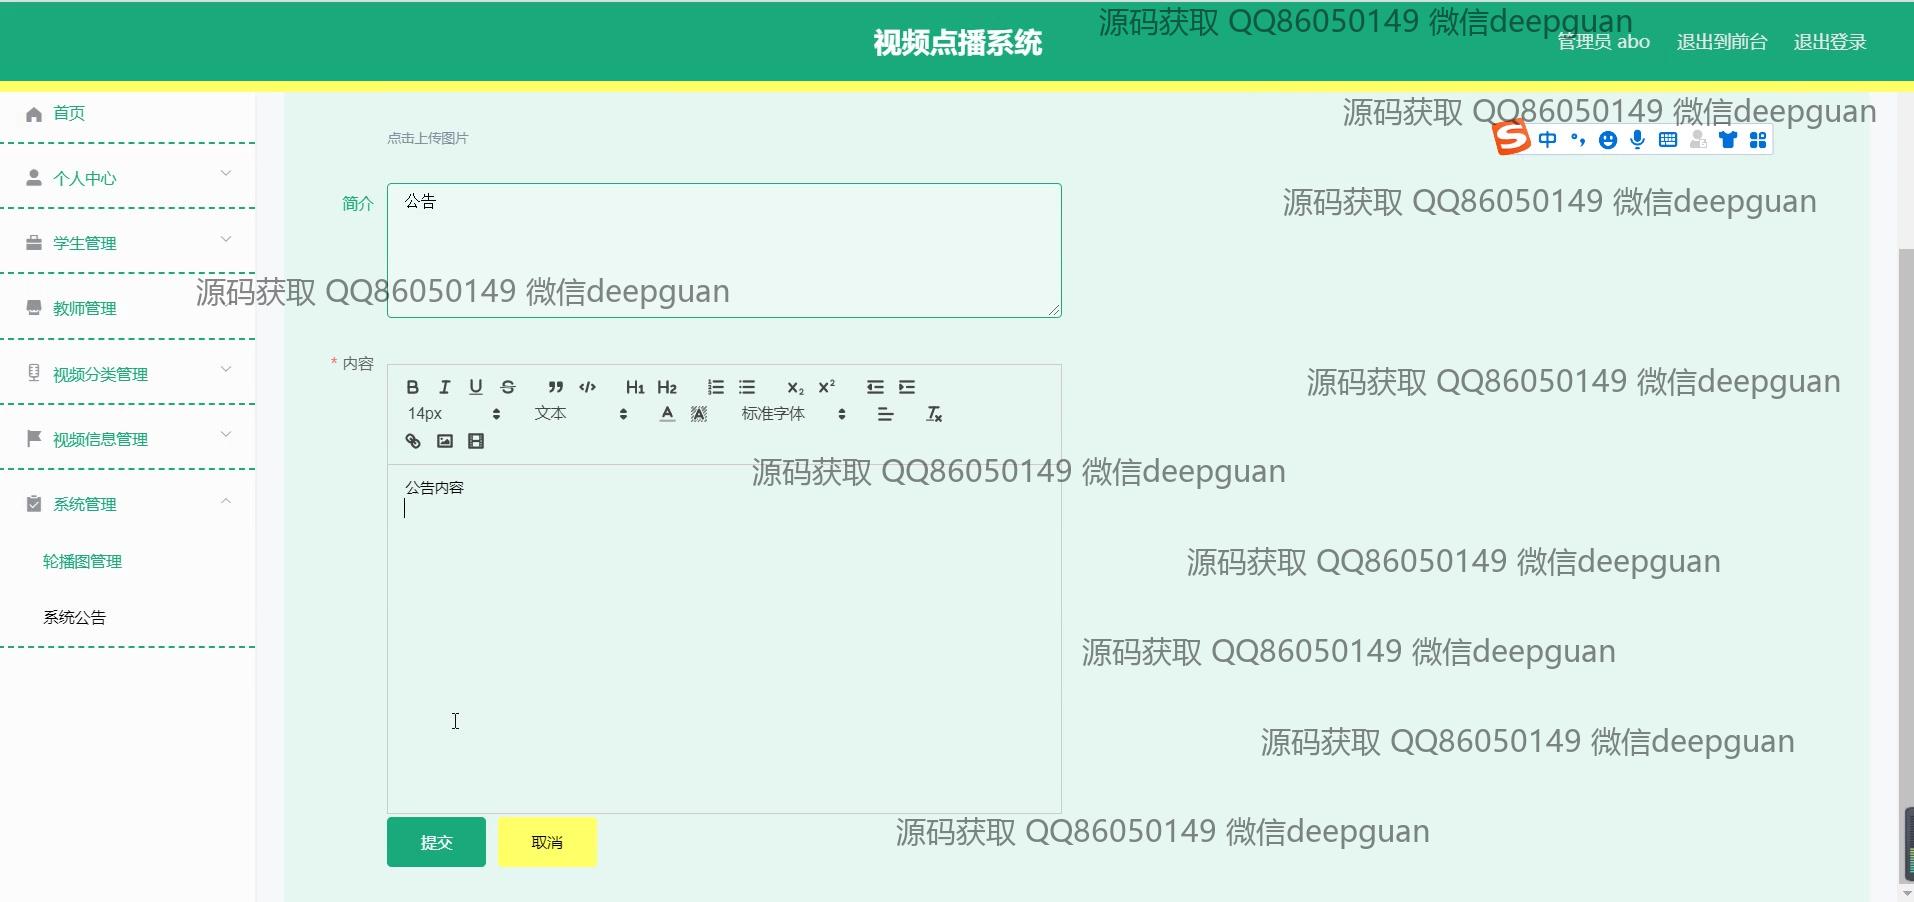 视频点播系统
源码获取 QQ86050149 微信deepguan
管理员 abo
退出到前台
退出登录
首页
源码获取 QQ86050149 微信deepguan
点击上传图片
中
个人中心
简介
公告
源码获取 QQ86050149 微信deepguan
学生管理
源码获取 QQ86050149 微信deepguan
教师管理
* 内容
视频分类管理
B I U S ” </> H1 H2 X₂ X²
源码获取 QQ86050149 微信deepguan
14px 文本 A A 标准字体 Tx
视频信息管理
源码获取 QQ86050149 微信deepguan
公告内容
系统管理
轮播图管理
源码获取 QQ86050149 微信deepguan
系统公告
源码获取 QQ86050149 微信deepguan
源码获取 QQ86050149 微信deepguan
源码获取 QQ86050149 微信deepguan
提交
取消